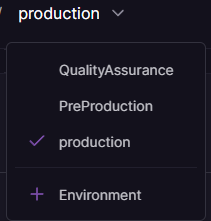 / production
QualityAssurance
PreProduction
production
+ Environment